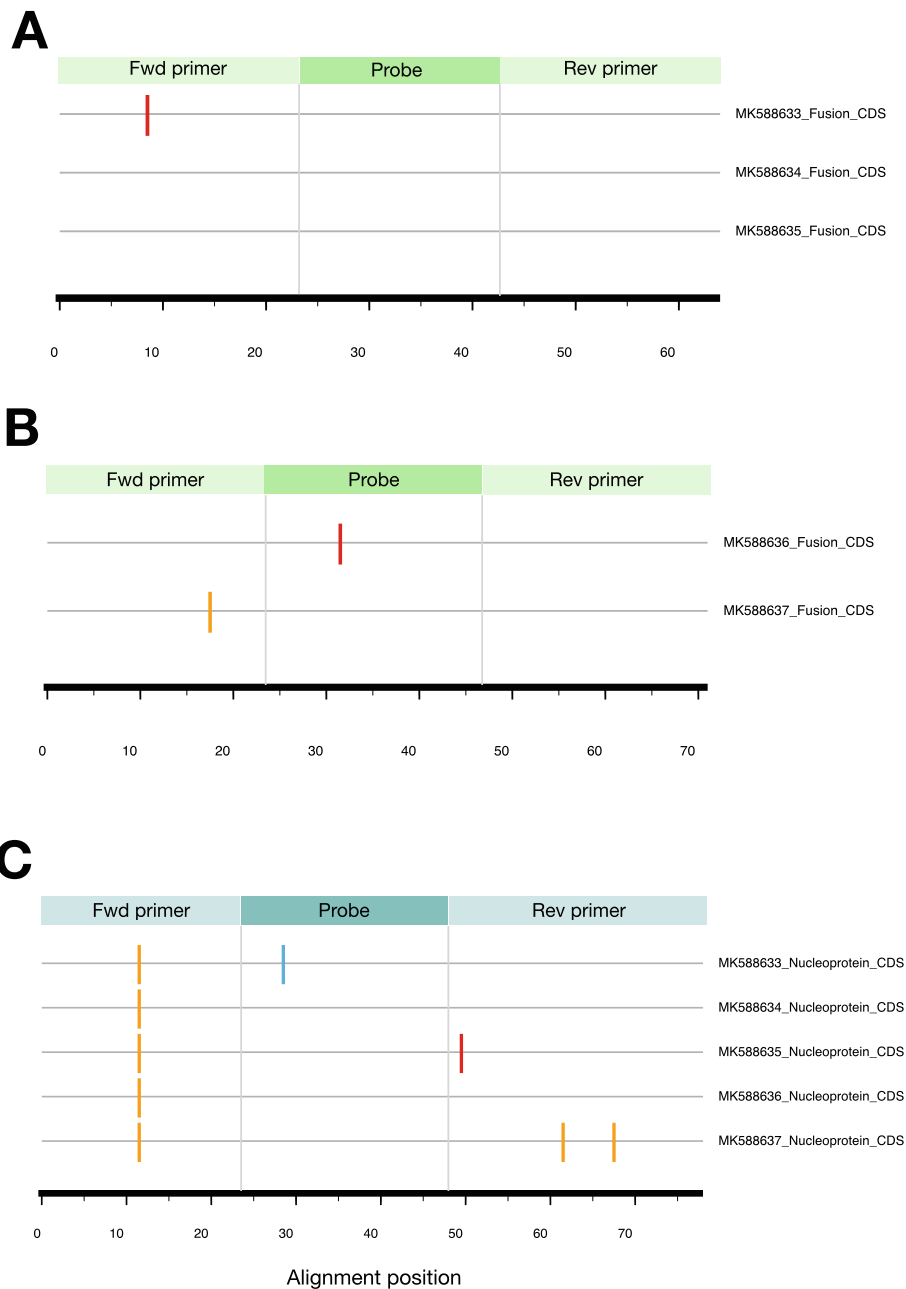 A
Fwd primer Probe Rev primer
MK588633_Fusion_CDS
MK588634_Fusion_CDS
MK588635_Fusion_CDS
0 10 20 30 40 50 60
B
Fwd primer Probe Rev primer
MK588636_Fusion_CDS
MK588637_Fusion_CDS
0 10 20 30 40 50 60 70
C
Fwd primer Probe Rev primer
MK588633_Nucleoprotein_CDS
MK588634_Nucleoprotein_CDS
MK588635_Nucleoprotein_CDS
MK588636_Nucleoprotein_CDS
MK588637_Nucleoprotein_CDS
0 10 20 30 40 50 60 70
Alignment position